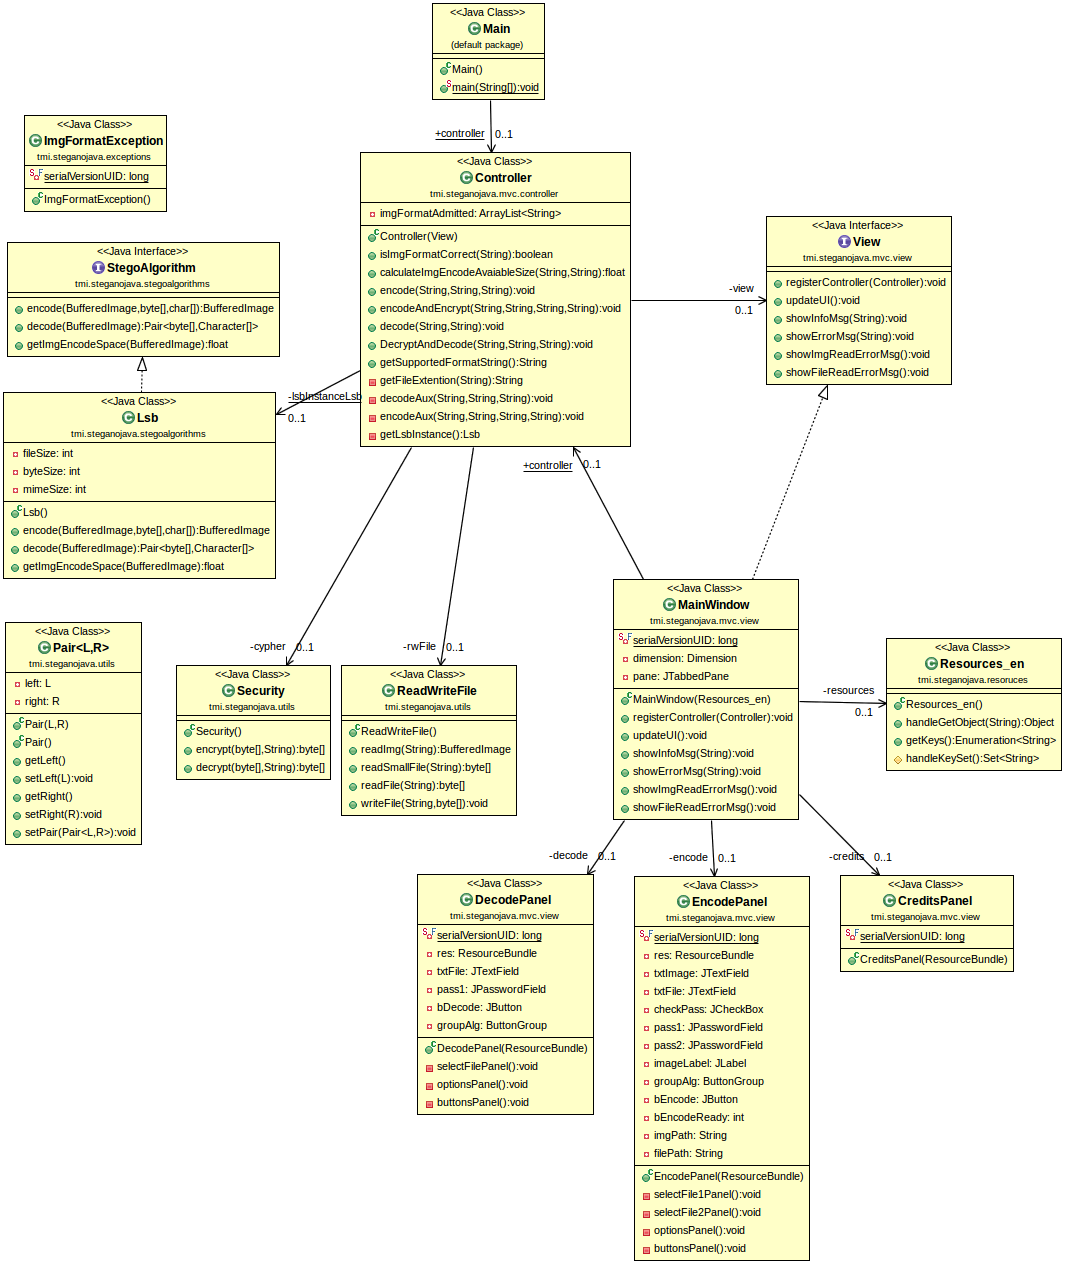 <<Java Class>>
Main
(default package)
Main()
main(String[]):void
+controller
0..1
<<Java Class>>
ImgFormatException
tmi.steganojava.exceptions
serialVersionUID: long
ImgFormatException()
<<Java Class>>
Controller
tmi.steganojava.mvc.controller
imgFormatAdmitted: ArrayList<String>
Controller(View)
isImgFormatCorrect(String):boolean
calculateImgEncodeAvaiableSize(String,String):float
encode(String,String,String):void
encodeAndEncrypt(String,String,String,String):void
decode(String,String):void
DecryptAndDecode(String,String,String):void
getSupportedFormatString():String
getFileExtention(String):String
decodeAux(String,String,String):void
encodeAux(String,String,String,String):void
getLsbInstance():Lsb
<<Java Interface>>
View
tmi.steganojava.mvc.view
registerController(Controller):void
updateUI():void
showInfoMsg(String):void
showErrorMsg(String):void
showImgReadErrorMsg():void
showFileReadErrorMsg():void
-view
0..1
<<Java Interface>>
StegoAlgorithm
tmi.steganojava.stegoalgorithms
encode(BufferedImage,byte[],char[]):BufferedImage
decode(BufferedImage):Pair<byte[],Character[]>
getImgEncodeSpace(BufferedImage):float
-lsbInstanceLsb
0..1
<<Java Class>>
Lsb
tmi.steganojava.stegoalgorithms
fileSize: int
byteSize: int
mimeSize: int
Lsb()
encode(BufferedImage,byte[],char[]):BufferedImage
decode(BufferedImage):Pair<byte[],Character[]>
getImgEncodeSpace(BufferedImage):float
+controller
0..1
<<Java Class>>
MainWindow
tmi.steganojava.mvc.view
serialVersionUID: long
dimension: Dimension
pane: JTabbedPane
MainWindow(Resources_en)
registerController(Controller):void
updateUI():void
showInfoMsg(String):void
showErrorMsg(String):void
showImgReadErrorMsg():void
showFileReadErrorMsg():void
<<Java Class>>
Pair<L,R>
tmi.steganojava.utils
left: L
right: R
Pair(L,R)
Pair()
getLeft()
setLeft(L):void
getRight()
setRight(R):void
setPair(Pair<L,R>):void
-cypher
0..1
<<Java Class>>
Security
tmi.steganojava.utils
Security()
encrypt(byte[],String):byte[]
decrypt(byte[],String):byte[]
-rwFile
0..1
<<Java Class>>
ReadWriteFile
tmi.steganojava.utils
ReadWriteFile()
readImg(String):BufferedImage
readSmallFile(String):byte[]
readFile(String):byte[]
writeFile(String,byte[]):void
-resources
0..1
<<Java Class>>
Resources_en
tmi.steganojava.resoruces
Resources_en()
handleGetObject(String):Object
getKeys():Enumeration<String>
handleKeySet():Set<String>
-decode
0..1
-encode
0..1
-credits
0..1
<<Java Class>>
DecodePanel
tmi.steganojava.mvc.view
serialVersionUID: long
res: ResourceBundle
txtFile: JTextField
pass1: JPasswordField
bDecode: JButton
groupAlg: ButtonGroup
DecodePanel(ResourceBundle)
selectFilePanel():void
optionsPanel():void
buttonsPanel():void
<<Java Class>>
EncodePanel
tmi.steganojava.mvc.view
serialVersionUID: long
res: ResourceBundle
txtImage: JTextField
txtFile: JTextField
checkPass: JCheckBox
pass1: JPasswordField
pass2: JPasswordField
imageLabel: JLabel
groupAlg: ButtonGroup
bEncode: JButton
bEncodeReady: int
imgPath: String
filePath: String
EncodePanel(ResourceBundle)
selectFile1Panel():void
selectFile2Panel():void
optionsPanel():void
buttonsPanel():void
<<Java Class>>
CreditsPanel
tmi.steganojava.mvc.view
serialVersionUID: long
CreditsPanel(ResourceBundle)